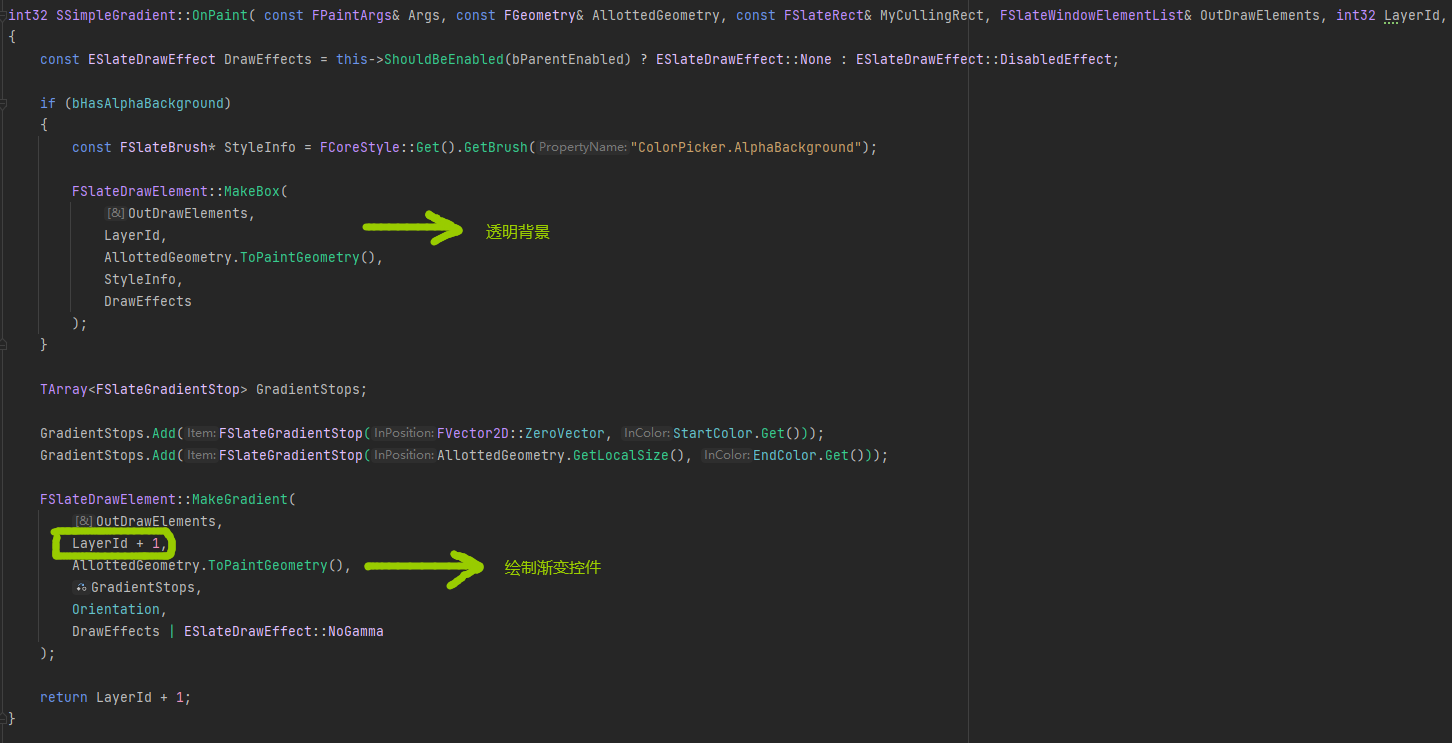 int32 SSimpleGradient::OnPaint( const FPaintArgs& Args, const FGeometry& AllottedGeometry, const FSlateRect& MyCullingRect, FSlateWindowElementList& OutDrawElements, int32 LayerId,
{
const ESlateDrawEffect DrawEffects = this->ShouldBeEnabled(bParentEnabled) ? ESlateDrawEffect::None : ESlateDrawEffect::DisabledEffect;
if (bHasAlphaBackground)
{
const FSlateBrush* StyleInfo = FCoreStyle::Get().GetBrush(PropertyName:"ColorPicker.AlphaBackground");
FSlateDrawElement::MakeBox(
[&]OutDrawElements,
透明背景
LayerId,
AllottedGeometry.ToPaintGeometry(),
StyleInfo,
DrawEffects
);
}
TArray<FSlateGradientStop> GradientStops;
GradientStops.Add(Item:FSlateGradientStop(InPosition:FVector2D::ZeroVector, InColor:StartColor.Get()));
GradientStops.Add(Item:FSlateGradientStop(InPosition:AllottedGeometry.GetLocalSize(), InColor:EndColor.Get()));
FSlateDrawElement::MakeGradient(
[&]OutDrawElements,
LayerId + 1,
AllottedGeometry.ToPaintGeometry(),
绘制渐变控件
GradientStops,
Orientation,
DrawEffects | ESlateDrawEffect::NoGamma
);
return LayerId + 1;
}